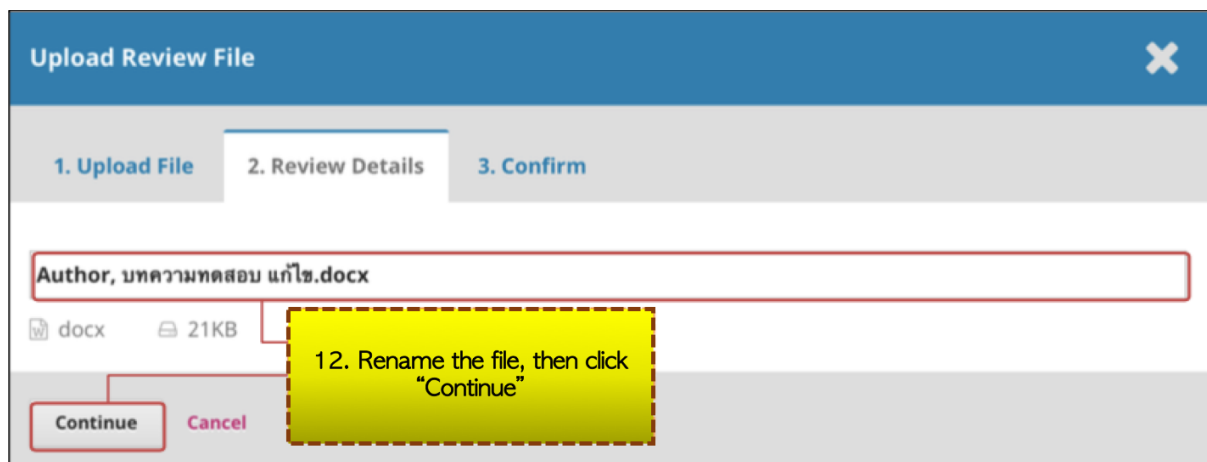 Upload Review File
1. Upload File 2. Review Details 3. Confirm
Author, บทความทดสอบ แก้ไข.docx
docx 21KB
12. Rename the file, then click
“Continue”
Continue Cancel